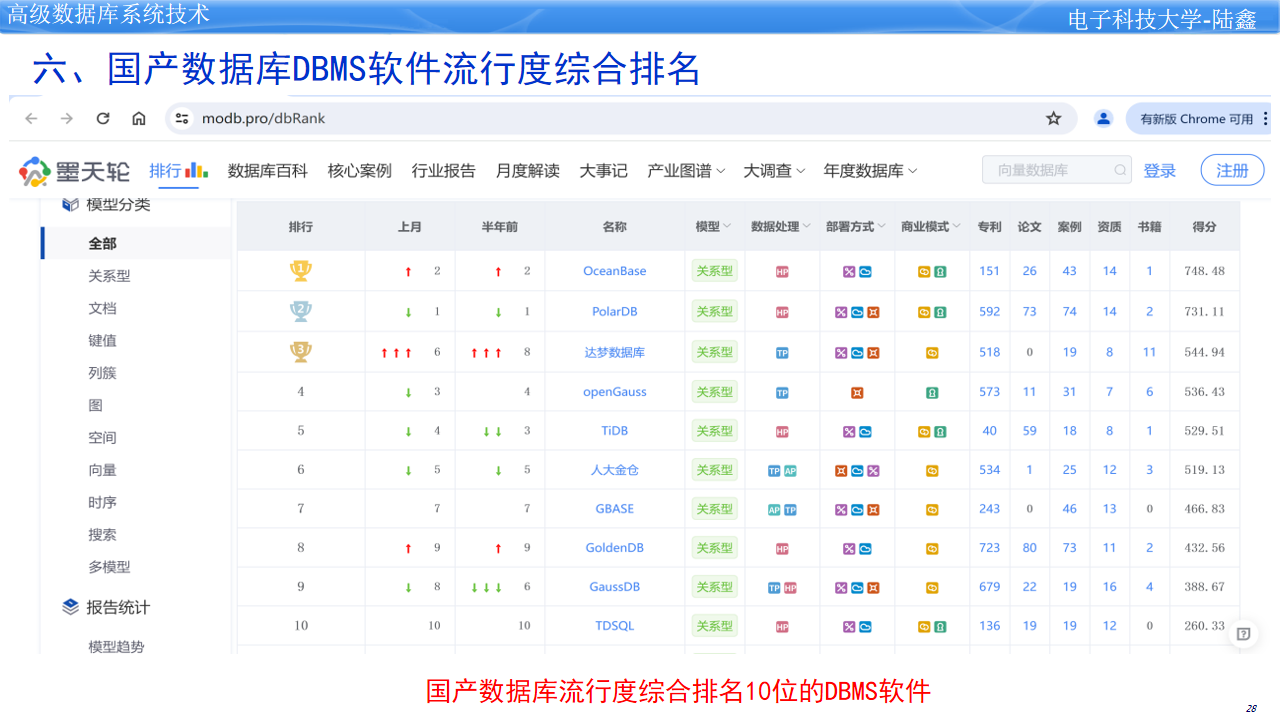 高级数据库系统技术
电子科技大学-陆鑫
六、国产数据库DBMS软件流行度综合排名
modb.pro/dbRank
有新版 Chrome 可用
墨天轮 排行 数据库百科 核心案例 行业报告 月度解读 大事记 产业图谱 大调查 年度数据库 向量数据库 登录 注册
模型分类
全部
关系型
文档
键值
列簇
图
空间
向量
时序
搜索
多模型
报告统计
模型趋势
排行 上月 半年前 名称 模型 数据处理 部署方式 商业模式 专利 论文 案例 资质 书籍 得分
1 ↑ 2 ↑ 2 OceanBase 关系型 HP 151 26 43 14 1 748.48
2 ↓ 1 ↓ 1 PolarDB 关系型 HP 592 73 74 14 2 731.11
3 ↑↑↑ 6 ↑↑↑ 8 达梦数据库 关系型 TP 518 0 19 8 11 544.94
4 ↓ 3 4 openGauss 关系型 TP 573 11 31 7 6 536.43
5 ↓ 4 ↓↓ 3 TiDB 关系型 HP 40 59 18 8 1 529.51
6 ↓ 5 ↓ 5 人大金仓 关系型 TP AP 534 1 25 12 3 519.13
7 7 7 GBASE 关系型 AP TP 243 0 46 13 0 466.83
8 ↑ 9 ↑ 9 GoldenDB 关系型 HP 723 80 73 11 2 432.56
9 ↓ 8 ↓↓↓ 6 GaussDB 关系型 TP HP 679 22 19 16 4 388.67
10 10 10 TDSQL 关系型 HP 136 19 19 12 0 260.33
国产数据库流行度综合排名10位的DBMS软件
28